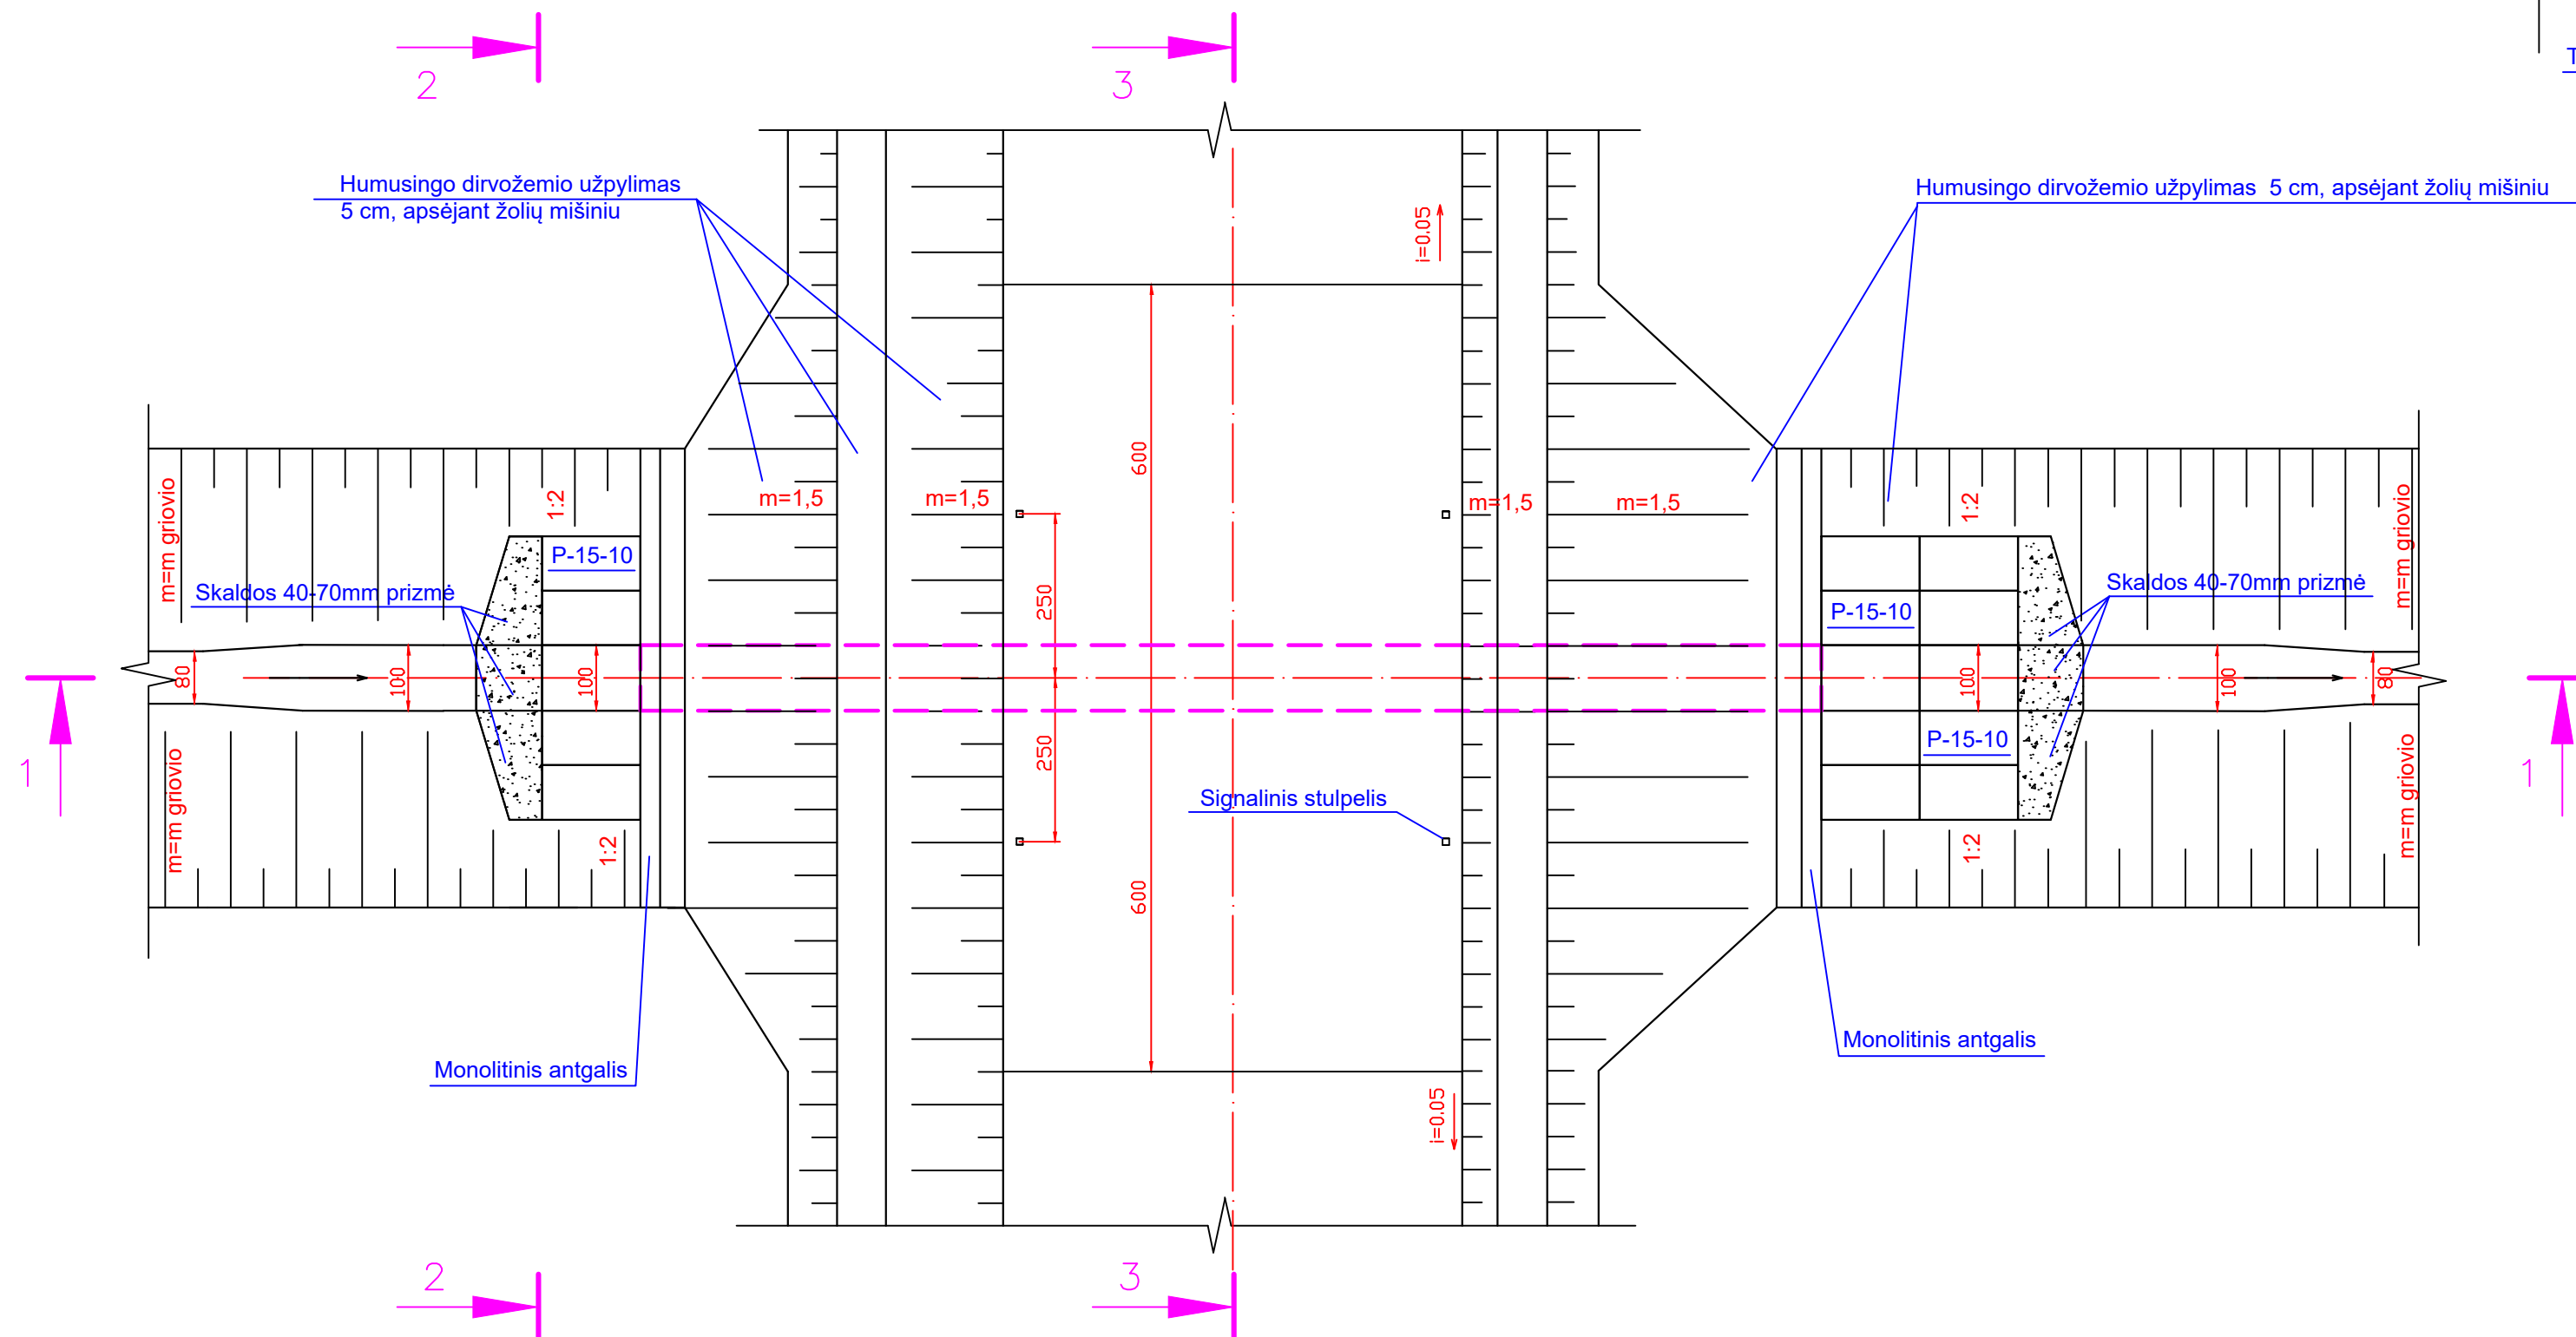 2
3
T
Humusingo dirvožemio užpylimas
5 cm, apsėjant žolių mišiniu
Humusingo dirvožemio užpylimas 5 cm, apsėjant žolių mišiniu
i=0.05
600
m=m griovio
1:2
m=1,5
m=1,5
m=1,5
m=1,5
1:2
m=m griovio
P-15-10
Skaldos 40-70mm prizmė
250
P-15-10
Skaldos 40-70mm prizmė
80
100
100
100
100
80
1
1
250
P-15-10
m=m griovio
m=m griovio
Signalinis stulpelis
1:2
1:2
600
Monolitinis antgalis
Monolitinis antgalis
i=0.05
2
3